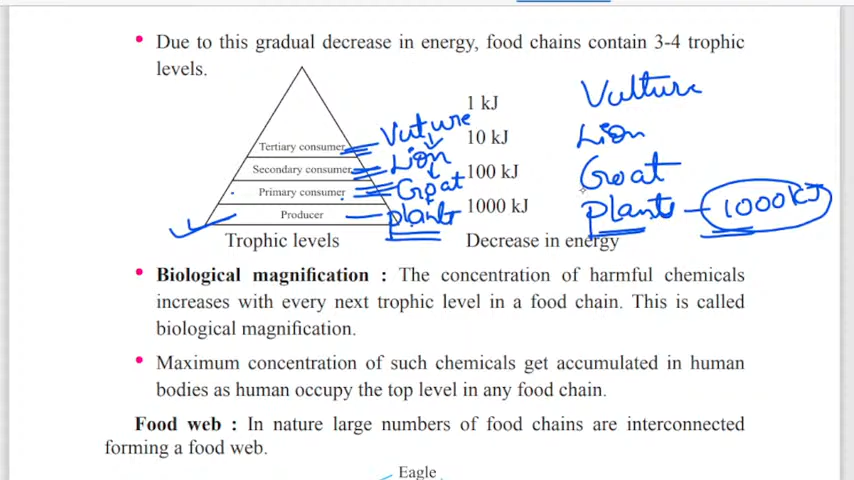 • Due to this gradual decrease in energy, food chains contain 3-4 trophic
levels.
1 kJ
Vulture
Vuture
Tertiary consumer
10 kJ
Lion
Lion
Secondary consumer
100 kJ
Goat
Goat
Primary consumer
1000 kJ
Plants
Plants - 1000 kJ
Producer
Trophic levels
Decrease in energy
• Biological magnification : The concentration of harmful chemicals
increases with every next trophic level in a food chain. This is called
biological magnification.
• Maximum concentration of such chemicals get accumulated in human
bodies as human occupy the top level in any food chain.
Food web : In nature large numbers of food chains are interconnected
forming a food web.
Eagle